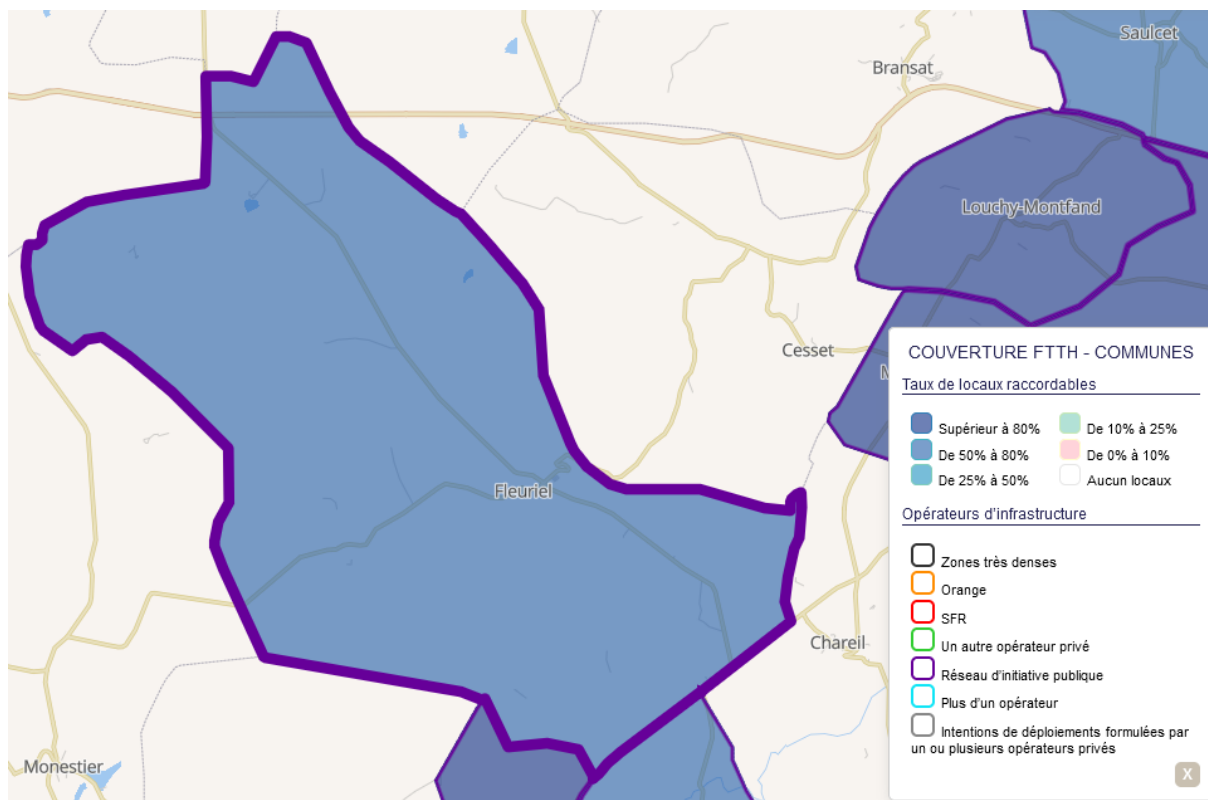 Saulcet
Bransat
Louchy-Montfand
Cesset
M
Fleuriel
Chareil
Monestier
COUVERTURE FTTH - COMMUNES
Taux de locaux raccordables
Supérieur à 80%
De 10% à 25%
De 50% à 80%
De 0% à 10%
De 25% à 50%
Aucun locaux
Opérateurs d'infrastructure
Zones très denses
Orange
SFR
Un autre opérateur privé
Réseau d'initiative publique
Plus d'un opérateur
Intentions de déploiements formulées par
un ou plusieurs opérateurs privés
X